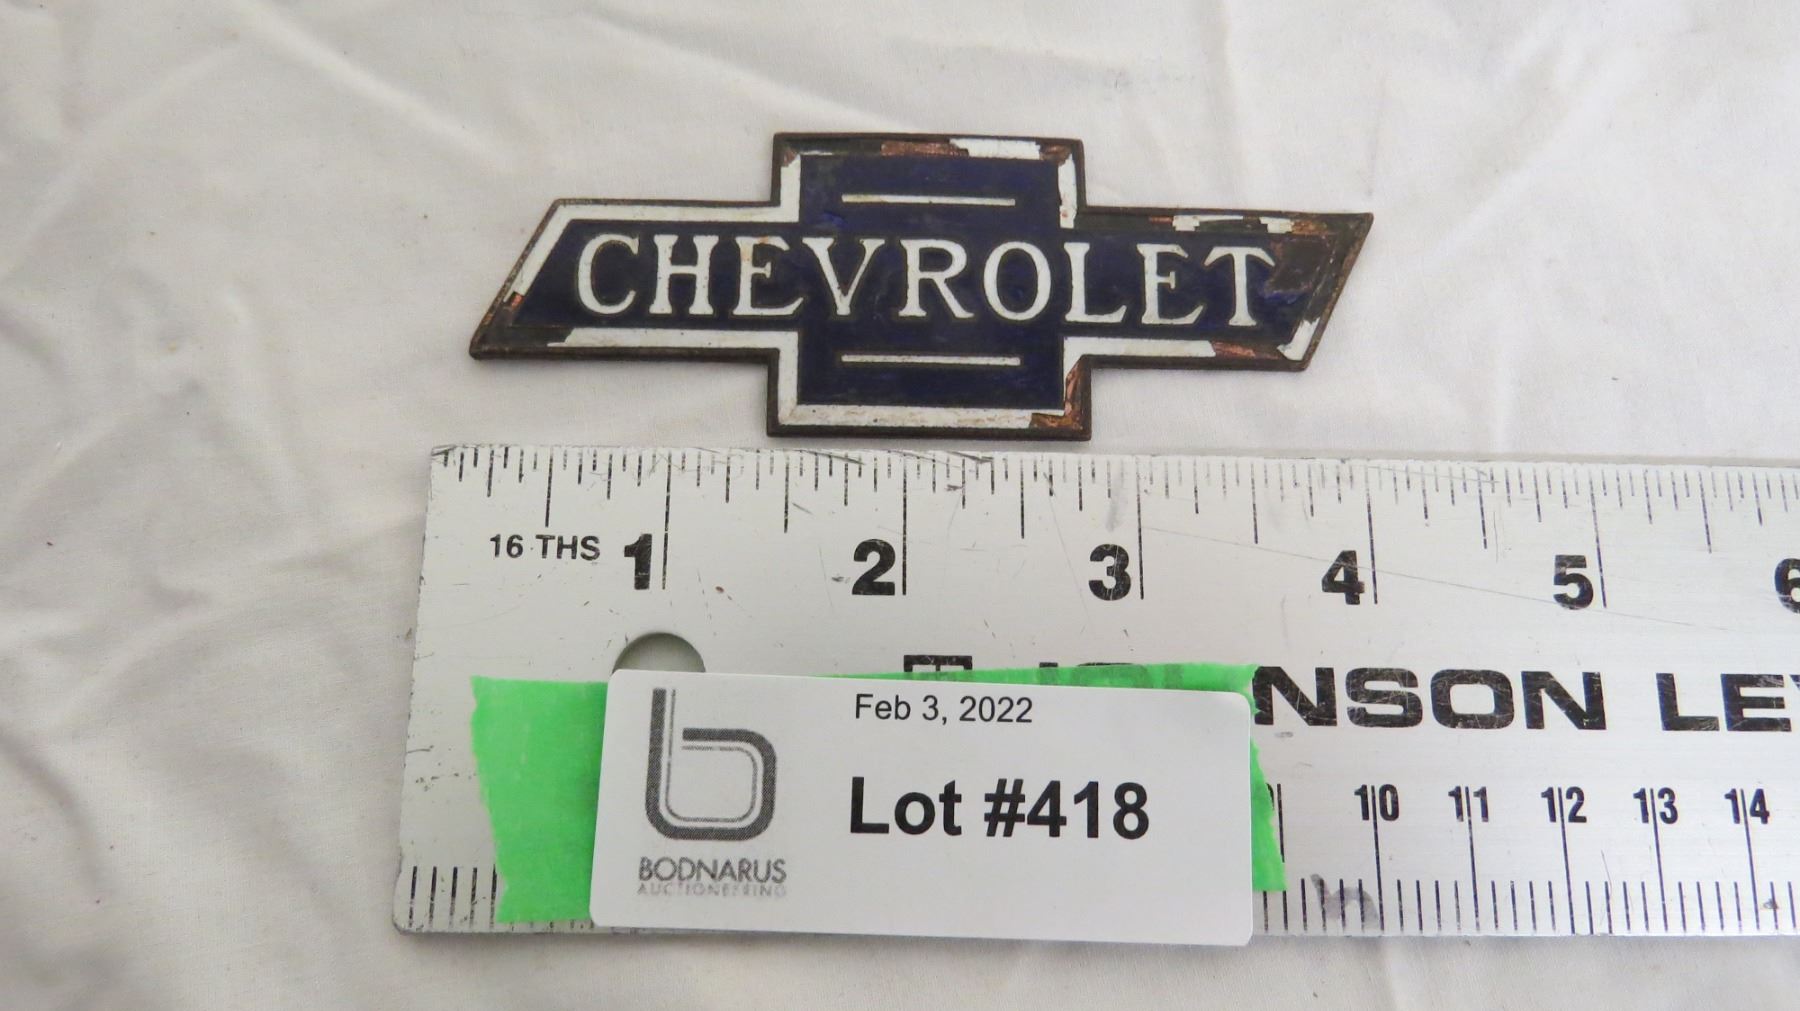 CHEVROLET
16 THS 1 2 3 4 5 6
NSON LE
Feb 3, 2022
Lot #418
BODNARUS
AUCTIONEERING
10 11 12 13 14